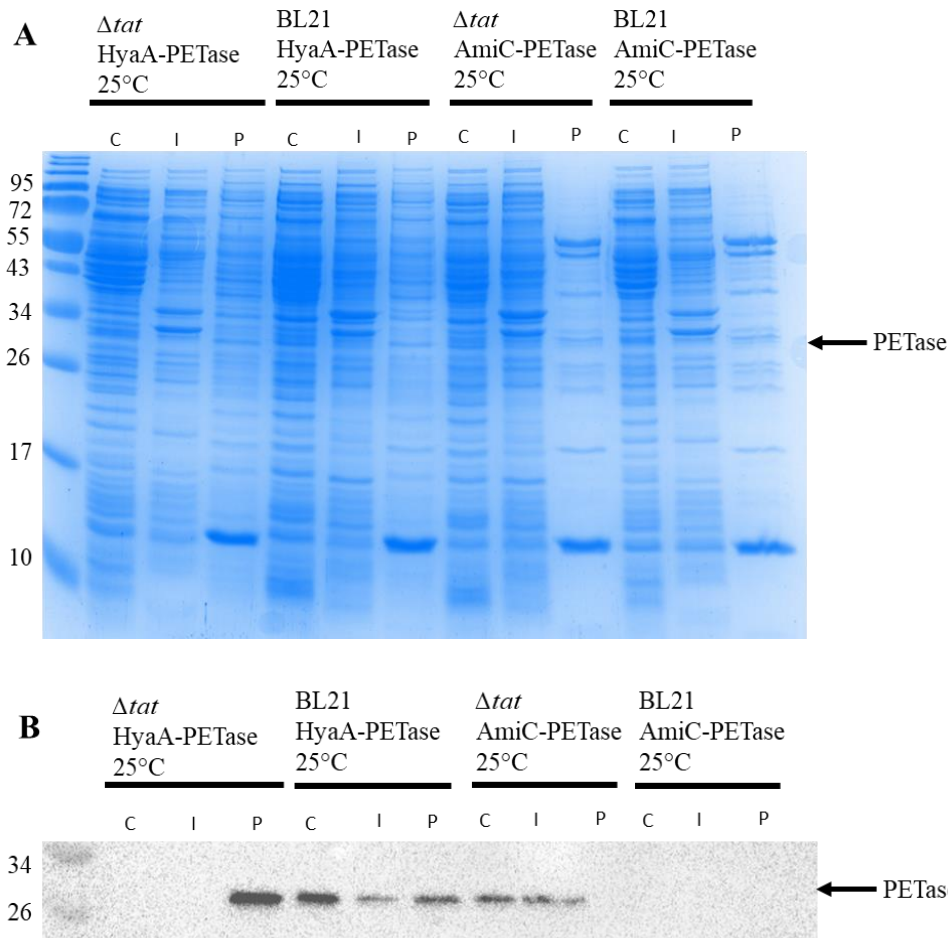 A
Δtat
HyaA-PETase
25°C
BL21
HyaA-PETase
25°C
Δtat
AmiC-PETase
25°C
BL21
AmiC-PETase
25°C
C I P C I P C I P C I P
95
72
55
43
34
26
17
10
PETase
B
Δtat
HyaA-PETase
25°C
BL21
HyaA-PETase
25°C
Δtat
AmiC-PETase
25°C
BL21
AmiC-PETase
25°C
C I P C I P C I P C I P
34
26
PETas